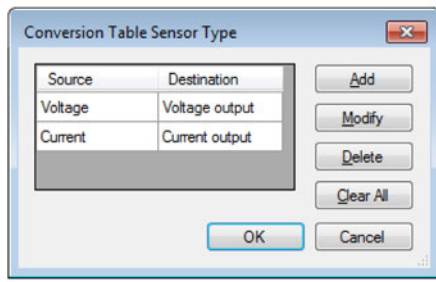 Conversion Table Sensor Type
Source Destination Add
Voltage Voltage output Modify
Current Current output Delete
Clear All
OK Cancel